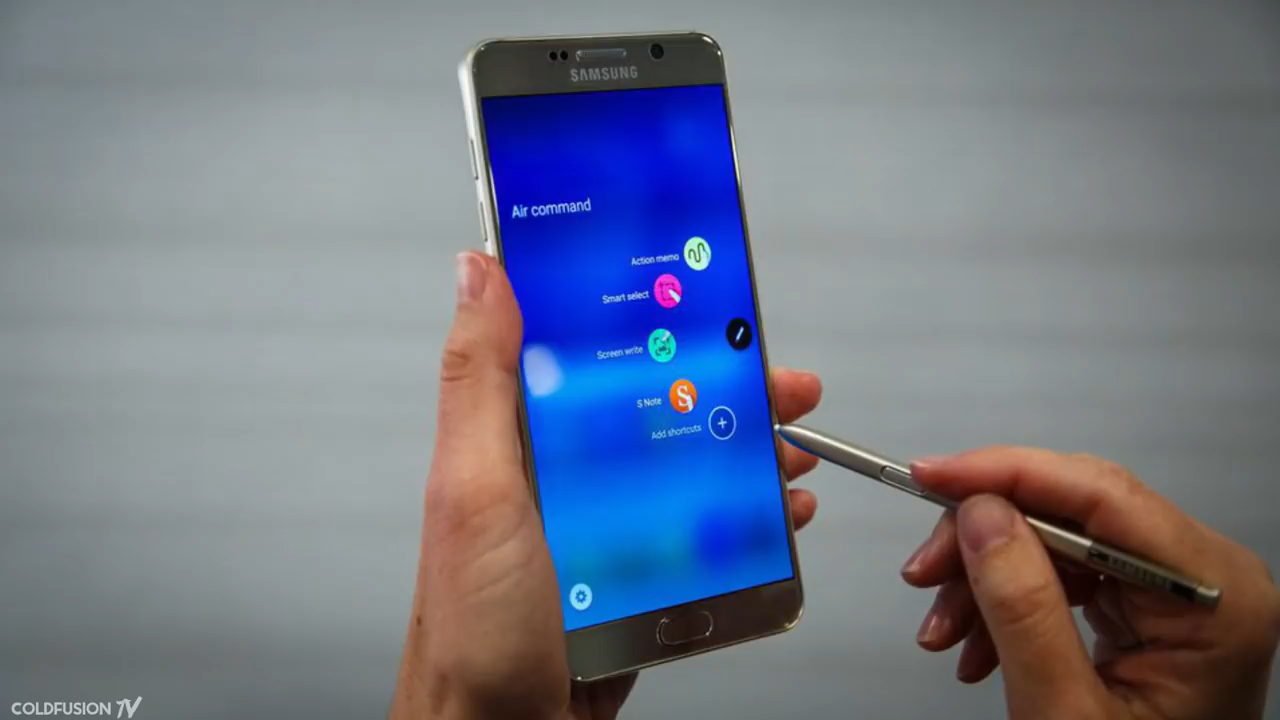 SAMSUNG
Air command
Action memo
Smart select
Screen write
S Note
Add shortcuts
COLDFUSION TV